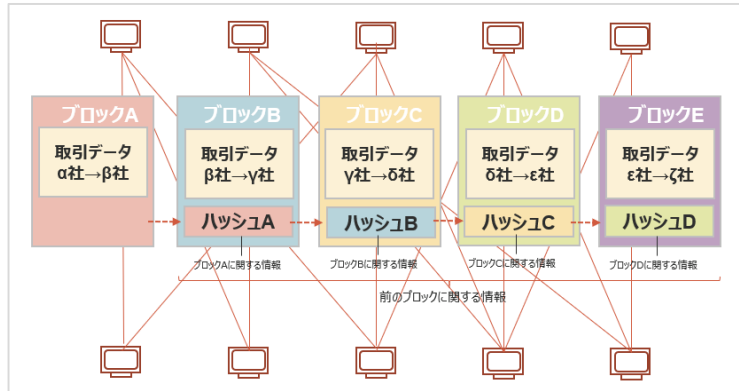 ブロックA
ブロックB
ブロックC
ブロックD
ブロックE
取引データ
α社→β社
取引データ
β社→γ社
取引データ
γ社→δ社
取引データ
δ社→ε社
取引データ
ε社→ζ社
ハッシュA
ハッシュB
ハッシュC
ハッシュD
ブロックAに関する情報
ブロックBに関する情報
ブロックCに関する情報
ブロックDに関する情報
前のブロックに関する情報